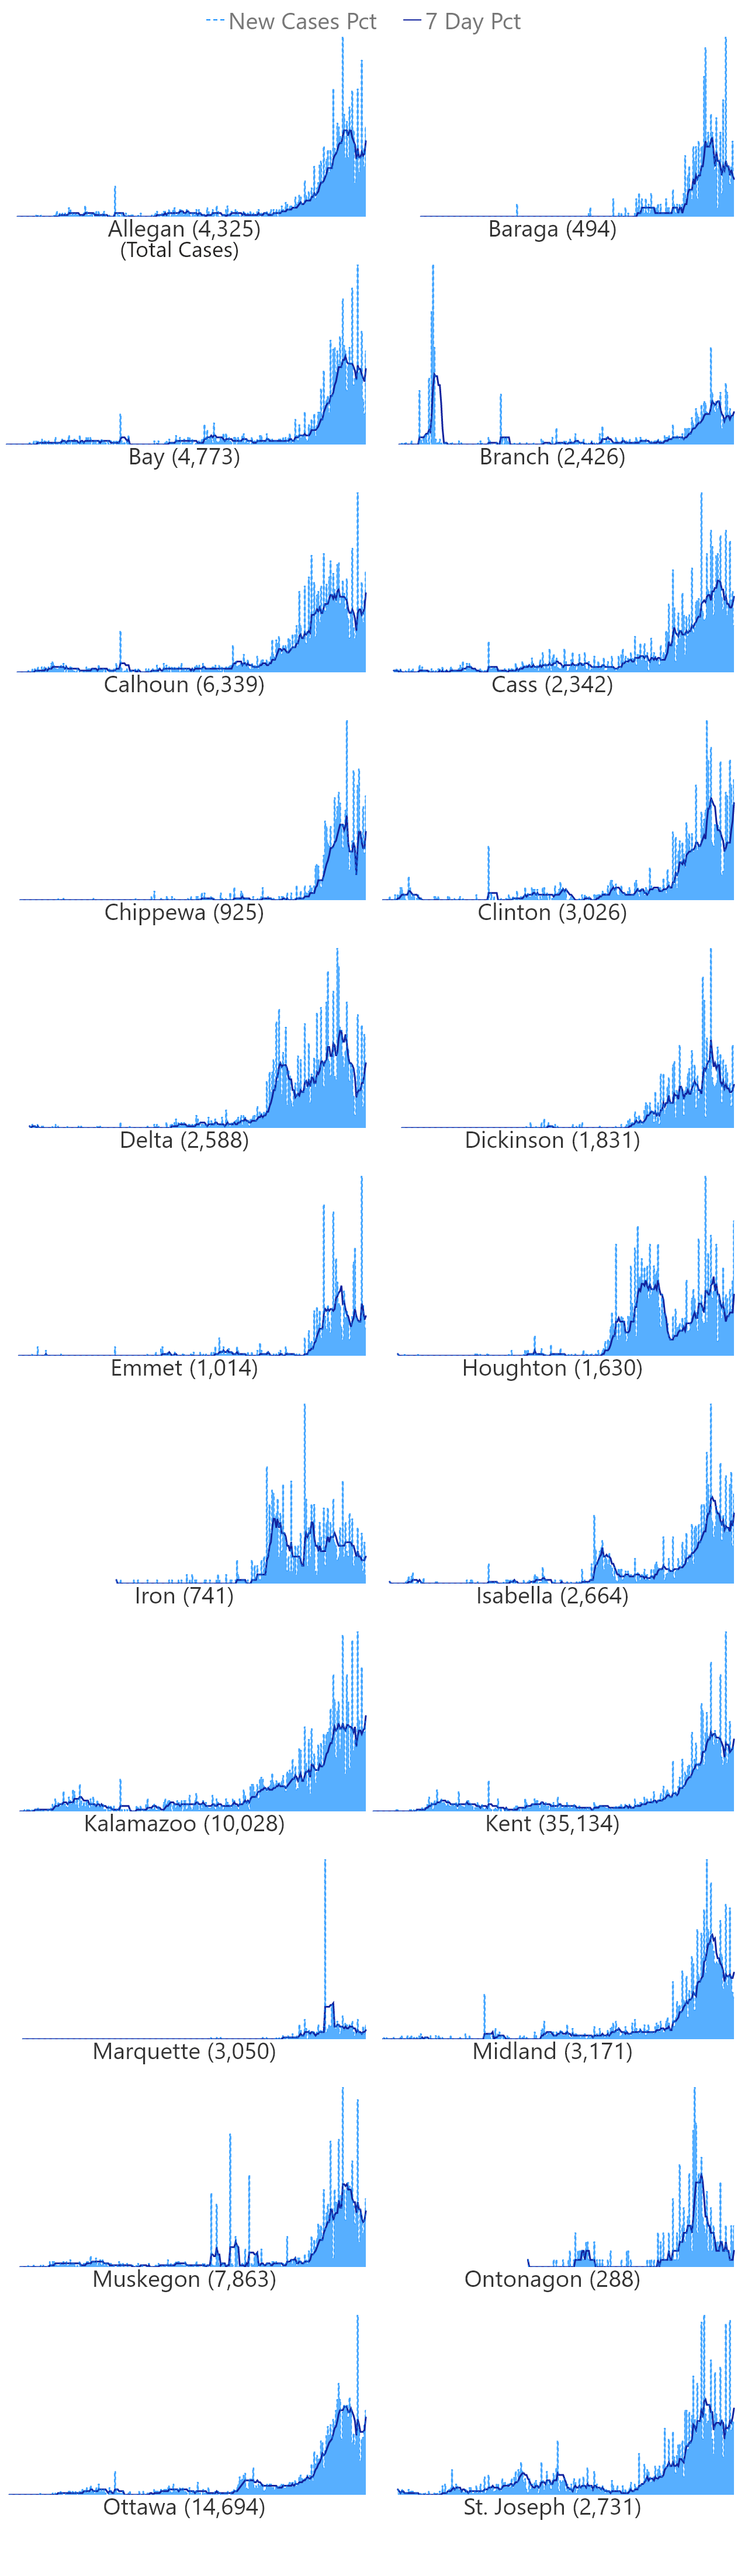 New Cases Pct 7 Day Pct
Allegan (4,325) Baraga (494)
(Total Cases)
Bay (4,773) Branch (2,426)
Calhoun (6,339) Cass (2,342)
Chippewa (925) Clinton (3,026)
Delta (2,588) Dickinson (1,831)
Emmet (1,014) Houghton (1,630)
Iron (741) Isabella (2,664)
Kalamazoo (10,028) Kent (35,134)
Marquette (3,050) Midland (3,171)
Muskegon (7,863) Ontonagon (288)
Ottawa (14,694) St. Joseph (2,731)